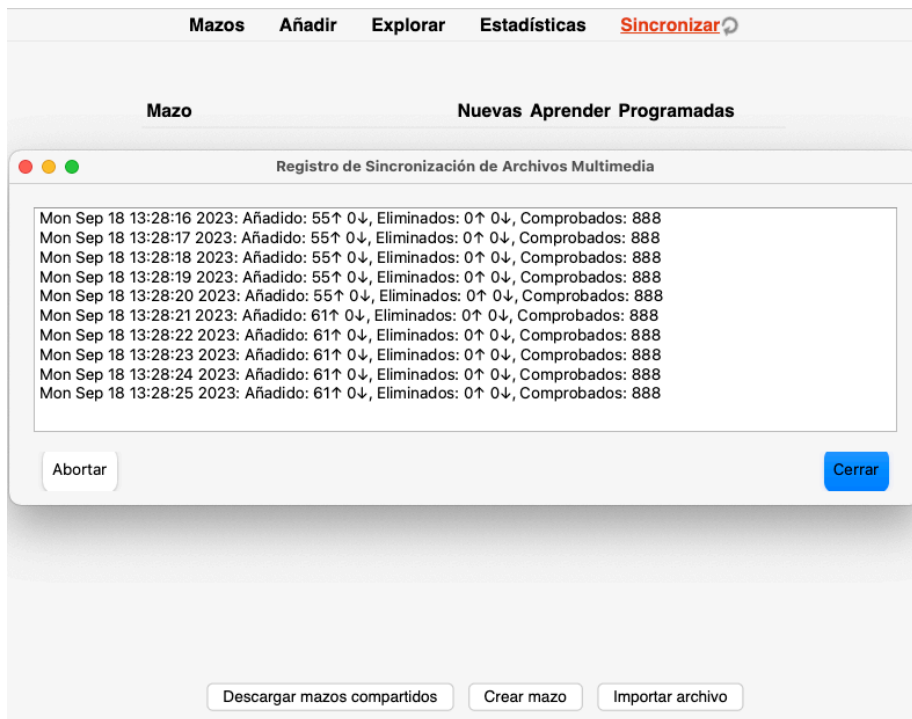 Mazos Añadir Explorar Estadísticas Sincronizar
Mazo Nuevas Aprender Programadas
Registro de Sincronización de Archivos Multimedia
Mon Sep 18 13:28:16 2023: Añadido: 55↑ 0↓, Eliminados: 0↑ 0↓, Comprobados: 888
Mon Sep 18 13:28:17 2023: Añadido: 55↑ 0↓, Eliminados: 0↑ 0↓, Comprobados: 888
Mon Sep 18 13:28:18 2023: Añadido: 55↑ 0↓, Eliminados: 0↑ 0↓, Comprobados: 888
Mon Sep 18 13:28:19 2023: Añadido: 55↑ 0↓, Eliminados: 0↑ 0↓, Comprobados: 888
Mon Sep 18 13:28:20 2023: Añadido: 55↑ 0↓, Eliminados: 0↑ 0↓, Comprobados: 888
Mon Sep 18 13:28:21 2023: Añadido: 61↑ 0↓, Eliminados: 0↑ 0↓, Comprobados: 888
Mon Sep 18 13:28:22 2023: Añadido: 61↑ 0↓, Eliminados: 0↑ 0↓, Comprobados: 888
Mon Sep 18 13:28:23 2023: Añadido: 61↑ 0↓, Eliminados: 0↑ 0↓, Comprobados: 888
Mon Sep 18 13:28:24 2023: Añadido: 61↑ 0↓, Eliminados: 0↑ 0↓, Comprobados: 888
Mon Sep 18 13:28:25 2023: Añadido: 61↑ 0↓, Eliminados: 0↑ 0↓, Comprobados: 888
Abortar Cerrar
Descargar mazos compartidos Crear mazo Importar archivo